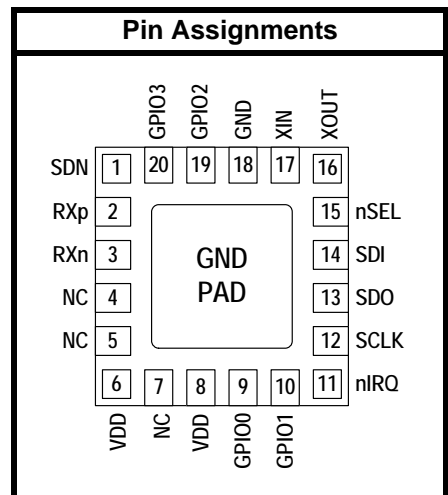 Pin Assignments
GPIO3
GPIO2
GND
XIN
XOUT
SDN 1 20 19 18 17 16
RXp 2 15 nSEL
RXn 3 GND 14 SDI
NC 4 PAD 13 SDO
NC 5 12 SCLK
6 7 8 9 10 11 nIRQ
VDD
NC
VDD
GPIO0
GPIO1